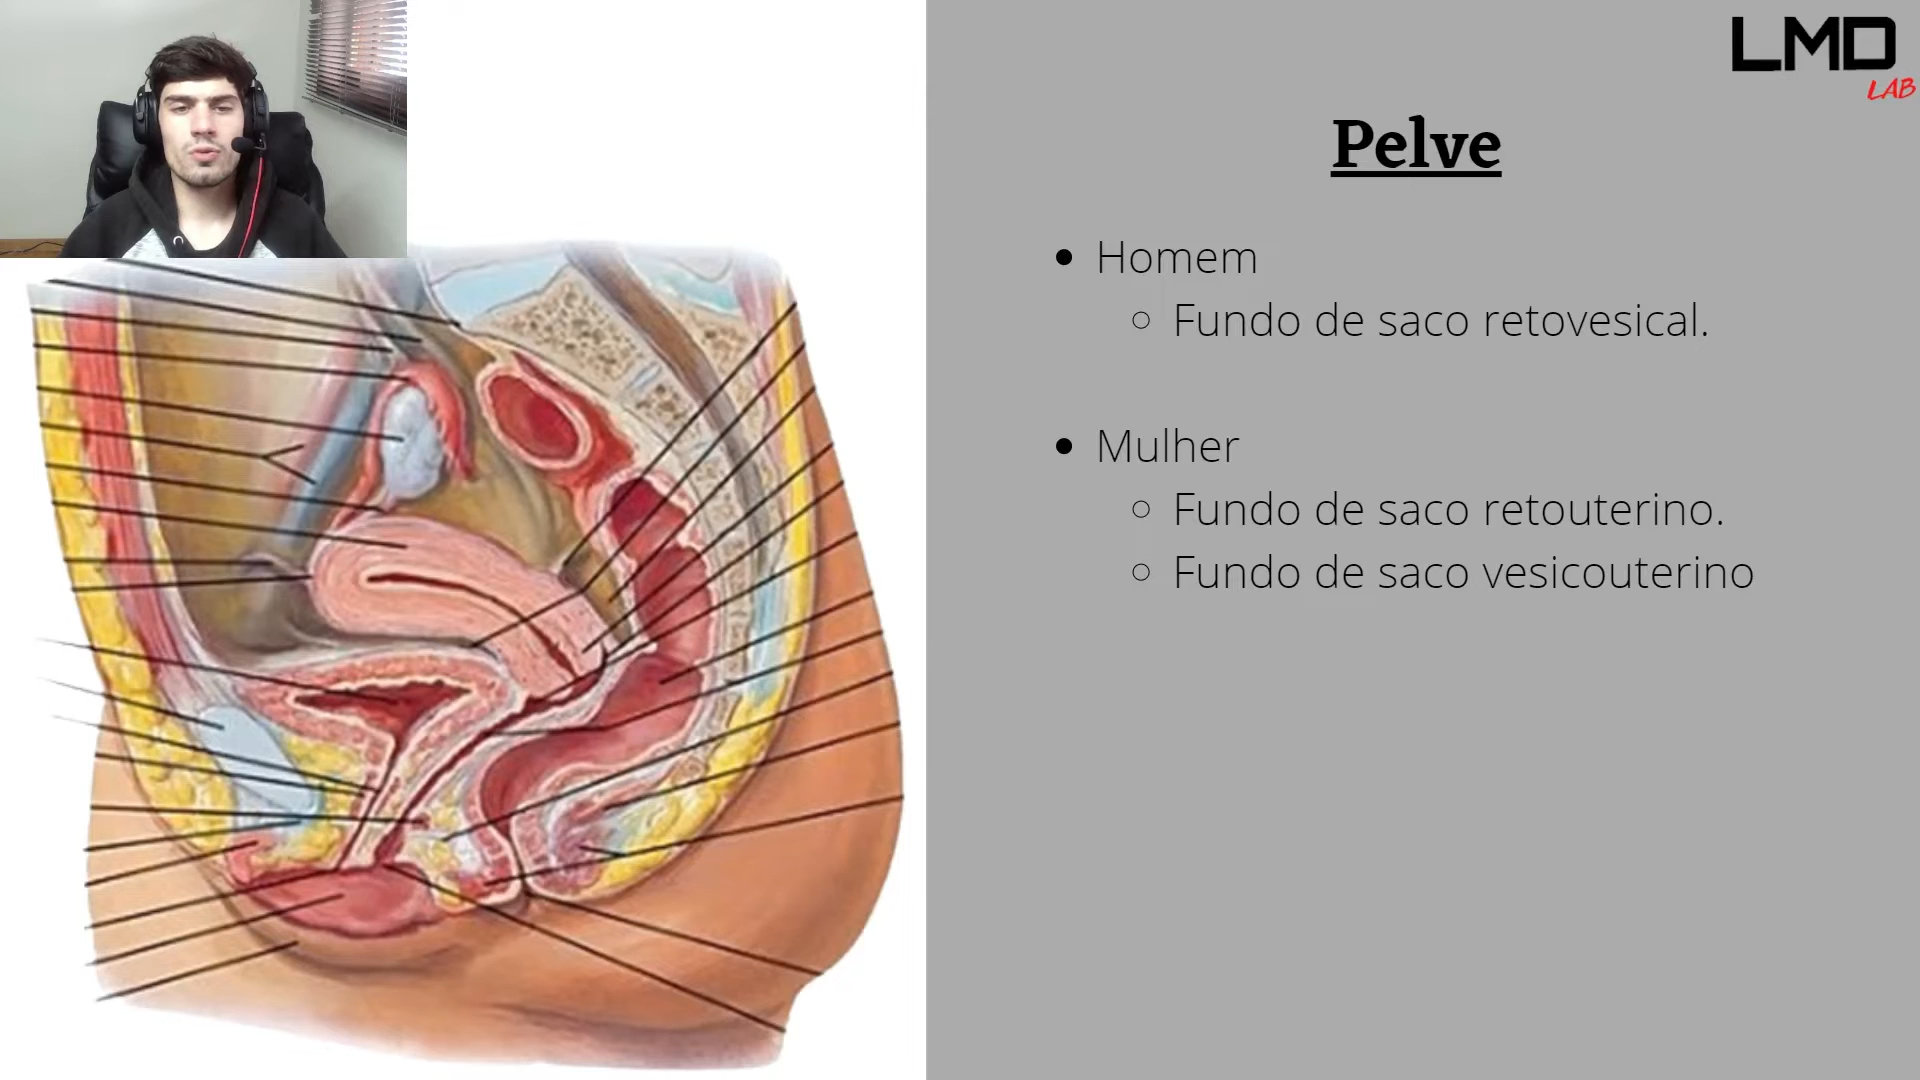 LMD
LAB
Pelve
Homem
Fundo de saco retovesical.
Mulher
Fundo de saco retouterino.
Fundo de saco vesicouterino